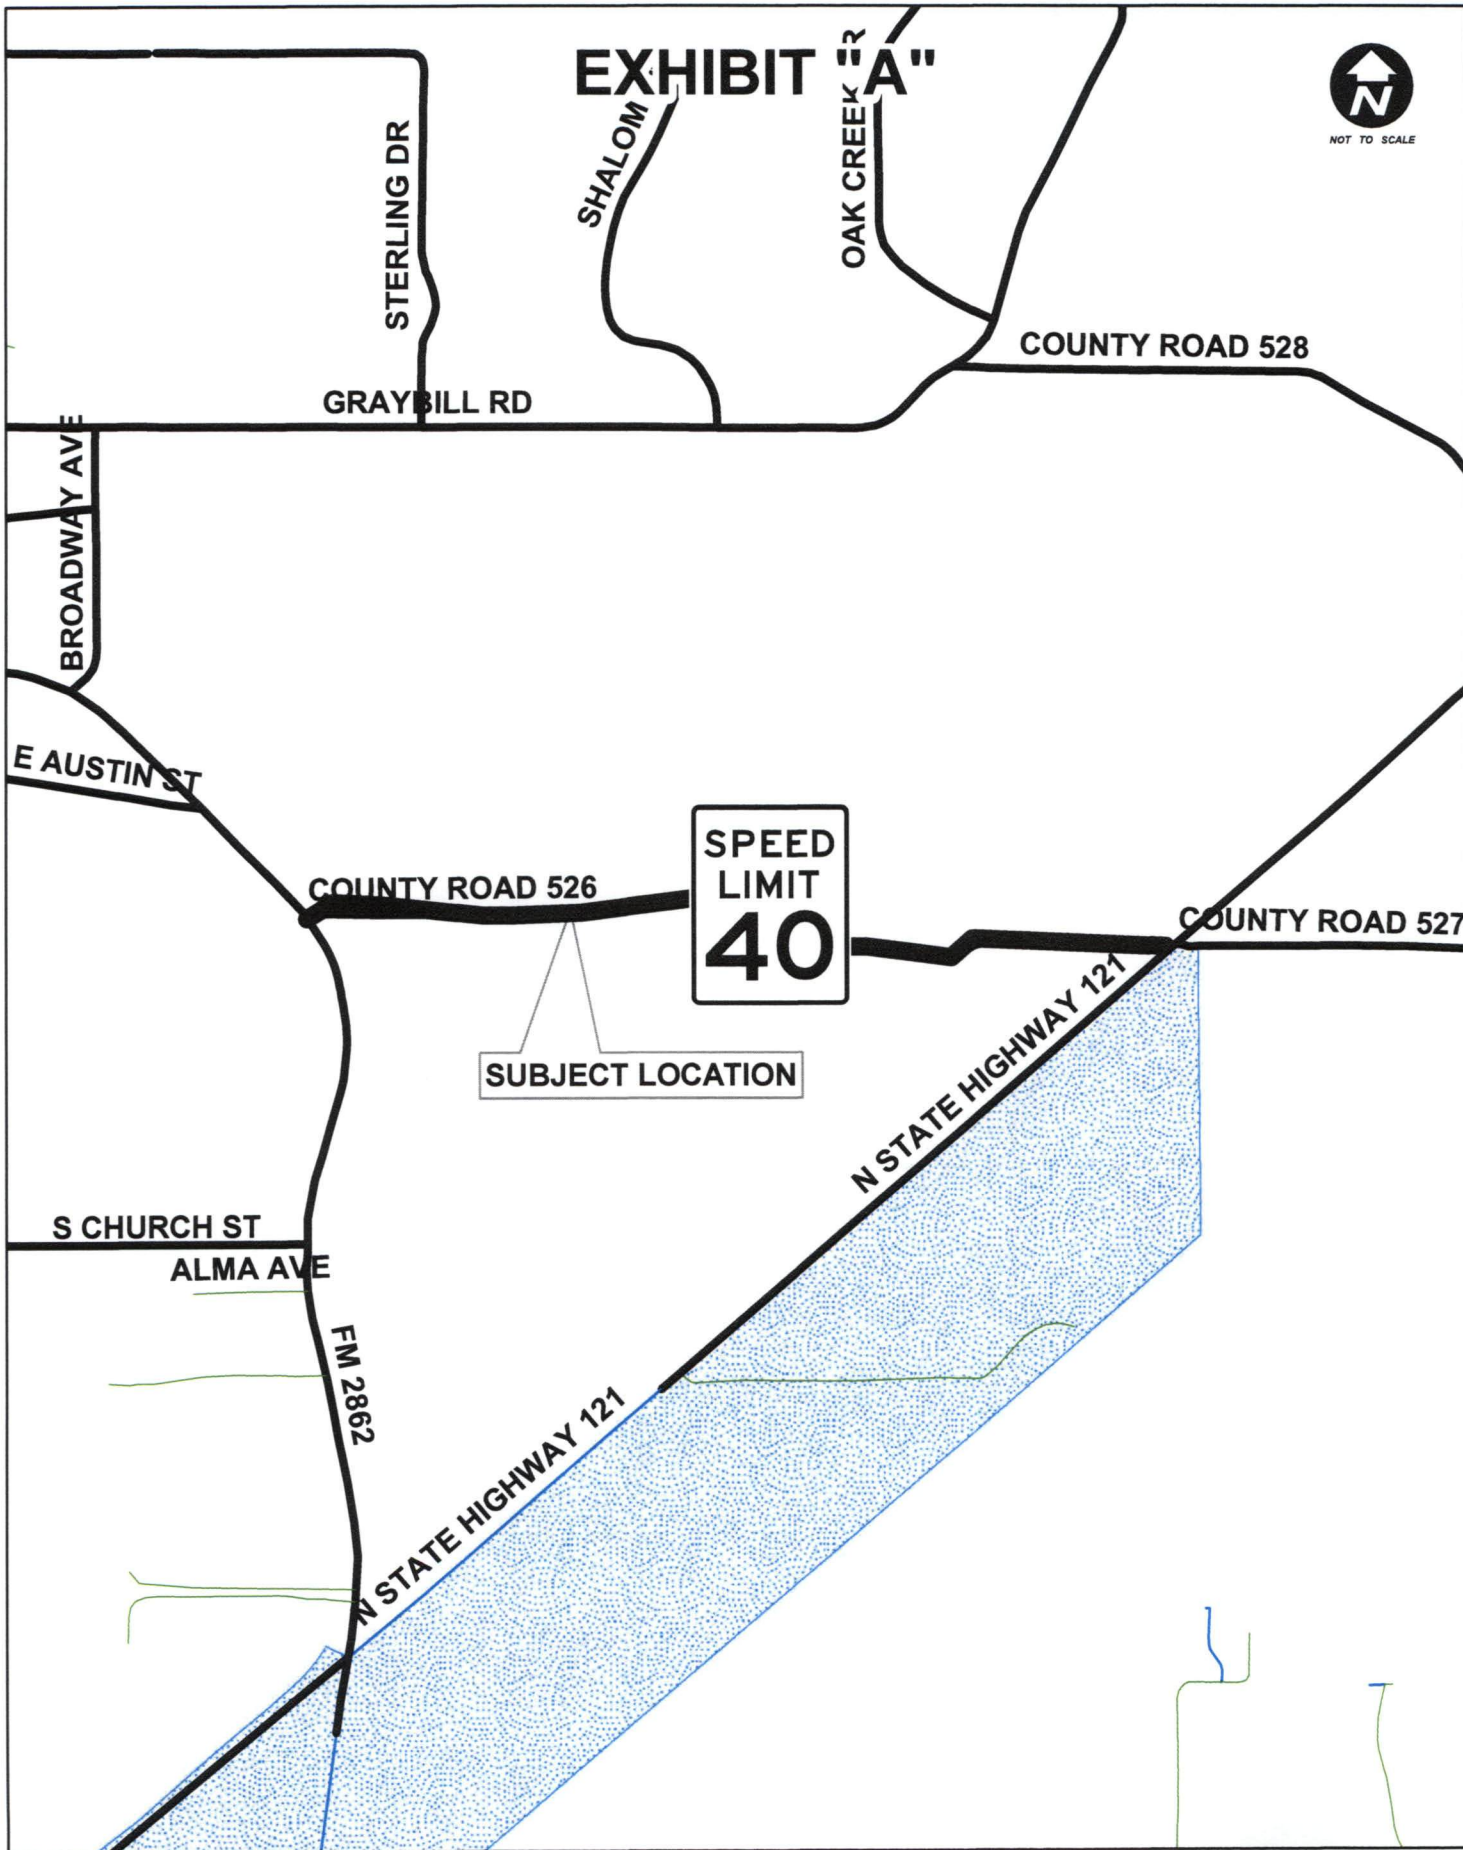 EXHIBIT "A"
N
NOT TO SCALE
STERLING DR
SHALOM
OAK CREEK R
COUNTY ROAD 528
GRAYBILL RD
BROADWAY AVE
E AUSTIN ST
SPEED
LIMIT
40
COUNTY ROAD 526
COUNTY ROAD 527
SUBJECT LOCATION
N STATE HIGHWAY 121
S CHURCH ST
ALMA AVE
FM 2862
N STATE HIGHWAY 121